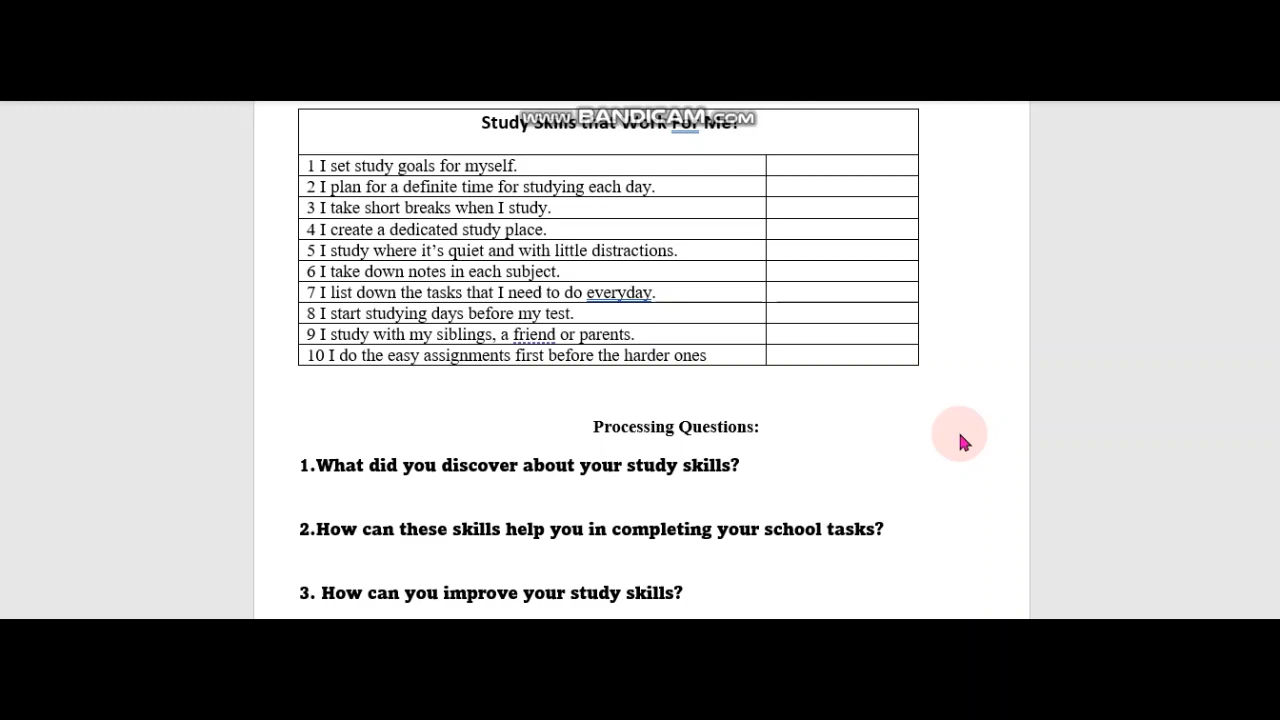 www.BANDICAM.com
Study Skills that Work For Me!
1 I set study goals for myself.
2 I plan for a definite time for studying each day.
3 I take short breaks when I study.
4 I create a dedicated study place.
5 I study where it’s quiet and with little distractions.
6 I take down notes in each subject.
7 I list down the tasks that I need to do everyday.
8 I start studying days before my test.
9 I study with my siblings, a friend or parents.
10 I do the easy assignments first before the harder ones
Processing Questions:
1.What did you discover about your study skills?
2.How can these skills help you in completing your school tasks?
3. How can you improve your study skills?